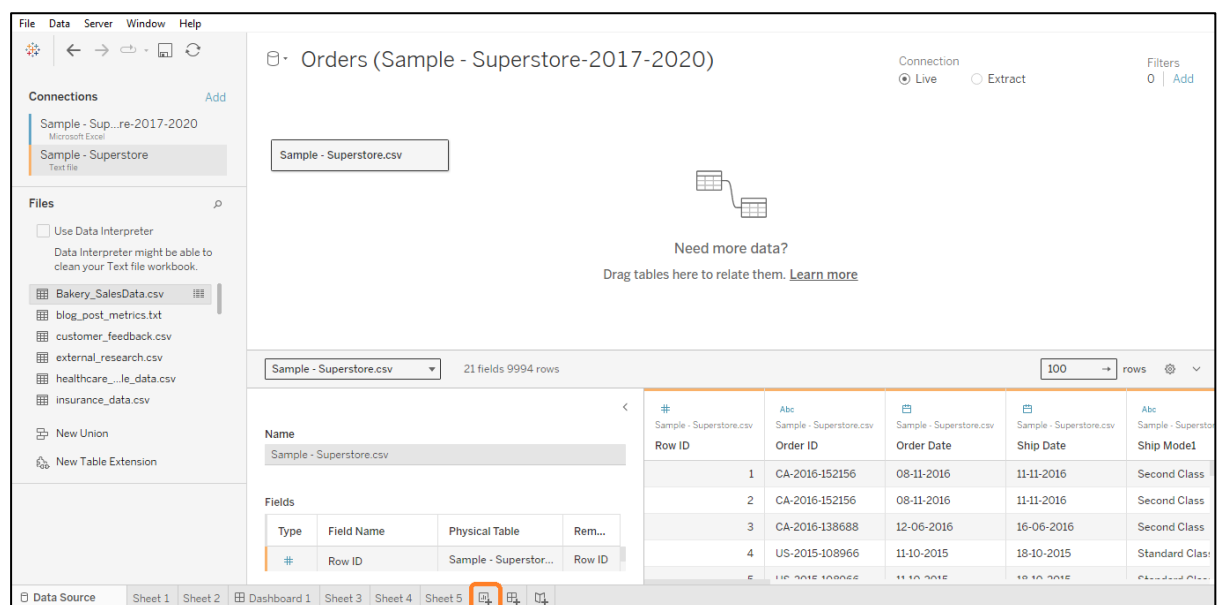 File Data Server Window Help
Orders (Sample - Superstore-2017-2020)
Connection
Live Extract
Filters
0 | Add
Connections Add
Sample - Sup...re-2017-2020
Microsoft Excel
Sample - Superstore
Text file
Sample - Superstore.csv
Need more data?
Drag tables here to relate them. Learn more
Files
Use Data Interpreter
Data Interpreter might be able to
clean your Text file workbook.
Bakery_SalesData.csv
blog_post_metrics.txt
customer_feedback.csv
external_research.csv
healthcare_...le_data.csv
insurance_data.csv
New Union
New Table Extension
Sample - Superstore.csv 21 fields 9994 rows 100 → rows
Name
Sample - Superstore.csv
Fields
Type Field Name Physical Table Rem...
# Row ID Sample - Superstor... Row ID
# Abc Abc
Sample - Superstore.csv Sample - Superstore.csv Sample - Superstore.csv Sample - Superstore.csv Sample - Superstor
Row ID Order ID Order Date Ship Date Ship Mode1
1 CA-2016-152156 08-11-2016 11-11-2016 Second Class
2 CA-2016-152156 08-11-2016 11-11-2016 Second Class
3 CA-2016-138688 12-06-2016 16-06-2016 Second Class
4 US-2015-108966 11-10-2015 18-10-2015 Standard Clas
Data Source Sheet 1 Sheet 2 Dashboard 1 Sheet 3 Sheet 4 Sheet 5